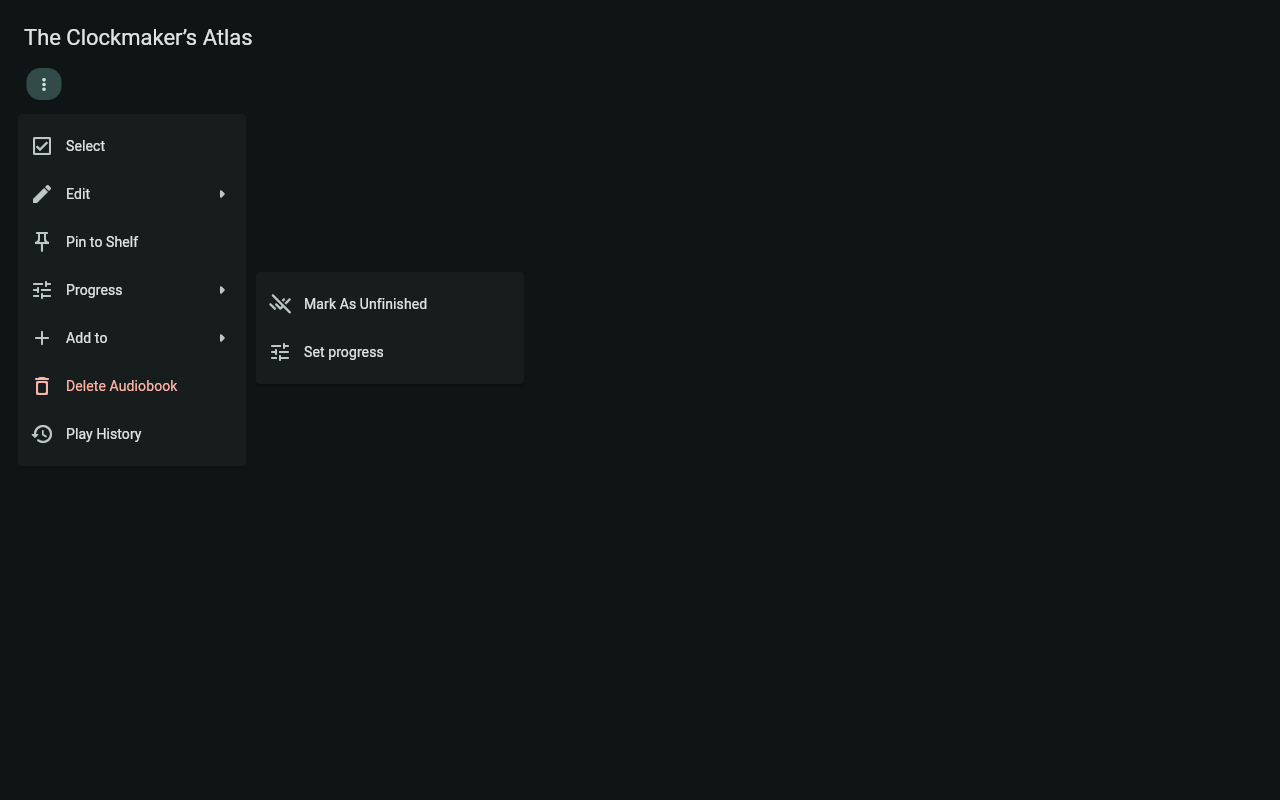 The Clockmaker’s Atlas
Select
Edit
Pin to Shelf
Progress
Mark As Unfinished
Add to
Set progress
Delete Audiobook
Play History